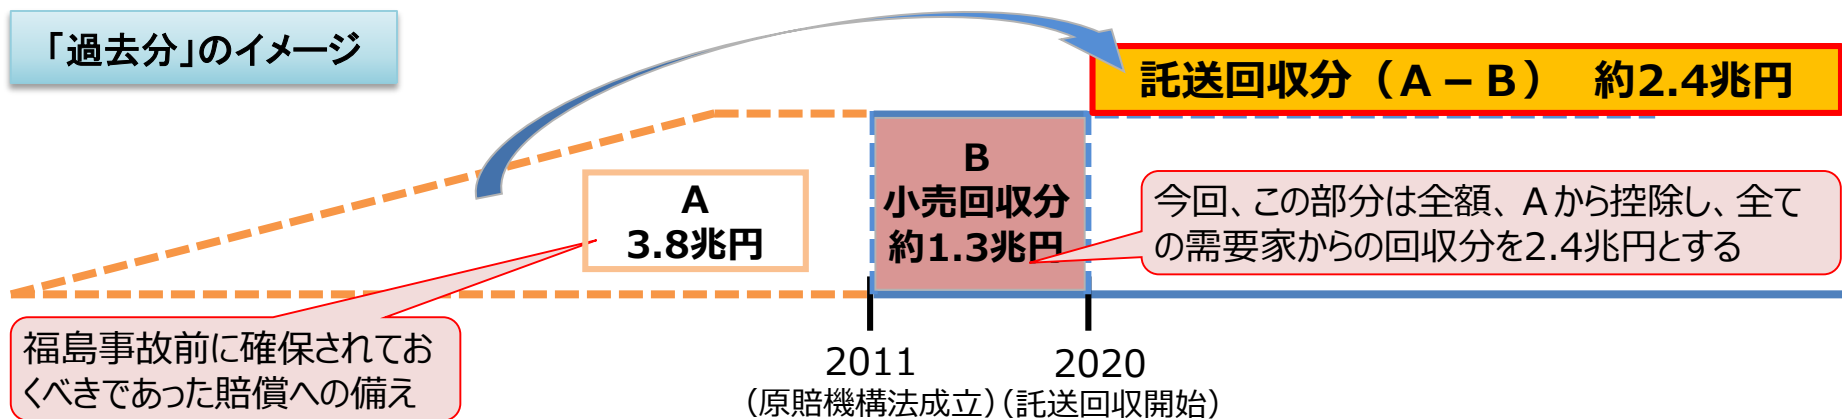 「過去分」のイメージ
託送回収分（A－B） 約2.4兆円
A
3.8兆円
B
小売回収分
約1.3兆円
今回、この部分は全額、Aから控除し、全て
の需要家からの回収分を2.4兆円とする
福島事故前に確保されてお
くべきであった賠償への備え
2011
（原賠機構法成立）
2020
（託送回収開始）